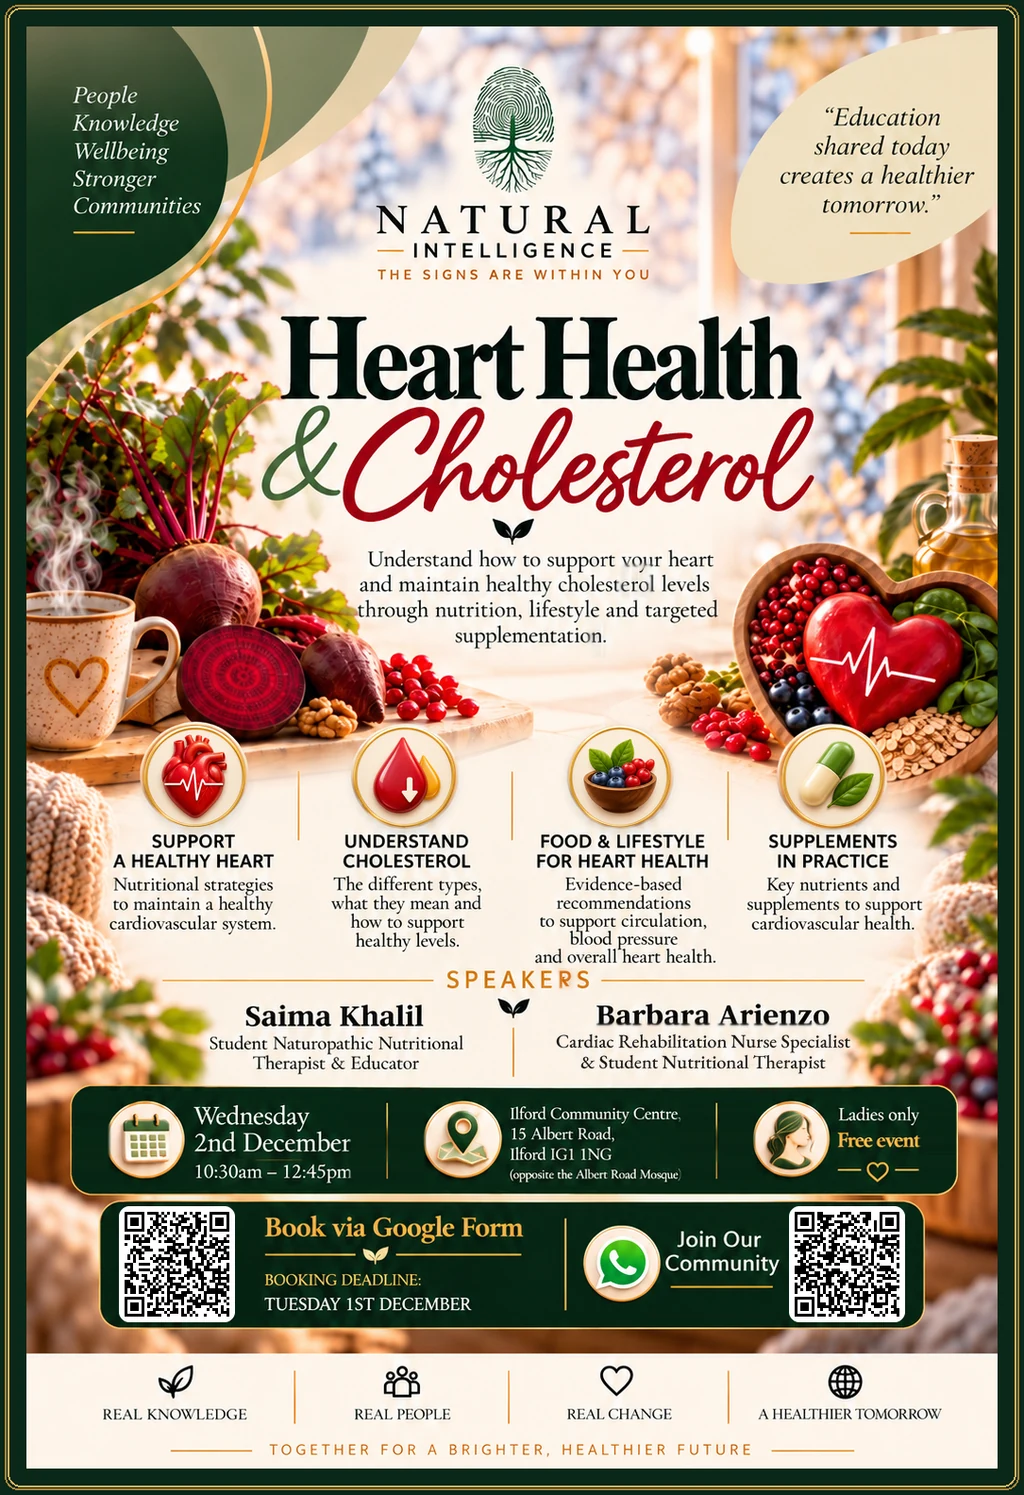 People
Knowledge
Wellbeing
Stronger
Communities
“Education
shared today
creates a healthier
tomorrow.”
NATURAL
INTELLIGENCE
THE SIGNS ARE WITHIN YOU
Heart Health
& Cholesterol
Understand how to support your heart
and maintain healthy cholesterol levels
through nutrition, lifestyle and targeted
supplementation.
SUPPORT
A HEALTHY HEART
Nutritional strategies
to maintain a healthy
cardiovascular system.
UNDERSTAND
CHOLESTEROL
The different types,
what they mean and
how to support
healthy levels.
FOOD & LIFESTYLE
FOR HEART HEALTH
Evidence-based
recommendations
to support circulation,
blood pressure
and overall heart health.
SUPPLEMENTS
IN PRACTICE
Key nutrients and
supplements to support
cardiovascular health.
SPEAKERS
Saima Khalil
Student Naturopathic Nutritional
Therapist & Educator
Barbara Arienzo
Cardiac Rehabilitation Nurse Specialist
& Student Nutritional Therapist
Wednesday
2nd December
10:30am – 12:45pm
Ilford Community Centre,
15 Albert Road,
Ilford IG1 1NG
(opposite the Albert Road Mosque)
Ladies only
Free event
Book via Google Form
BOOKING DEADLINE:
TUESDAY 1ST DECEMBER
Join Our
Community
REAL KNOWLEDGE
REAL PEOPLE
REAL CHANGE
A HEALTHIER TOMORROW
TOGETHER FOR A BRIGHTER, HEALTHIER FUTURE